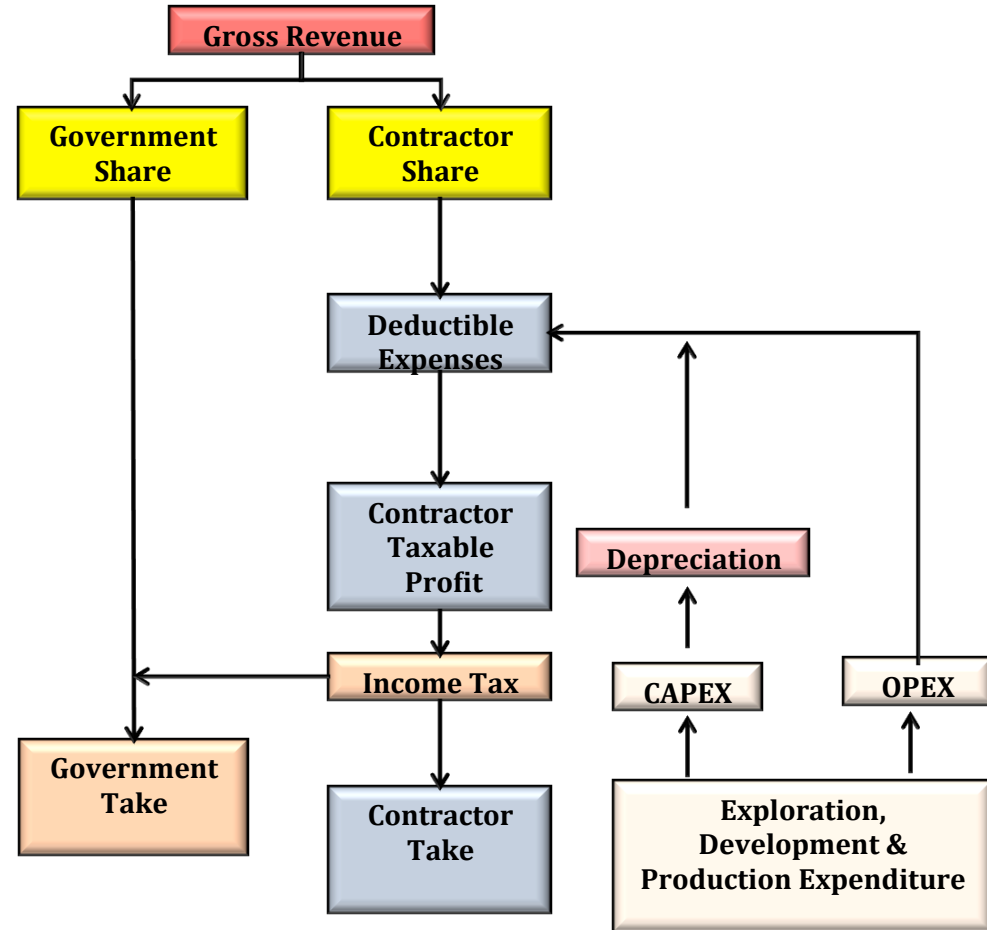 Gross Revenue
Government
Share
Contractor
Share
Deductible
Expenses
Contractor
Taxable
Profit
Depreciation
Income Tax
CAPEX
OPEX
Government
Take
Contractor
Take
Exploration,
Development &
Production Expenditure